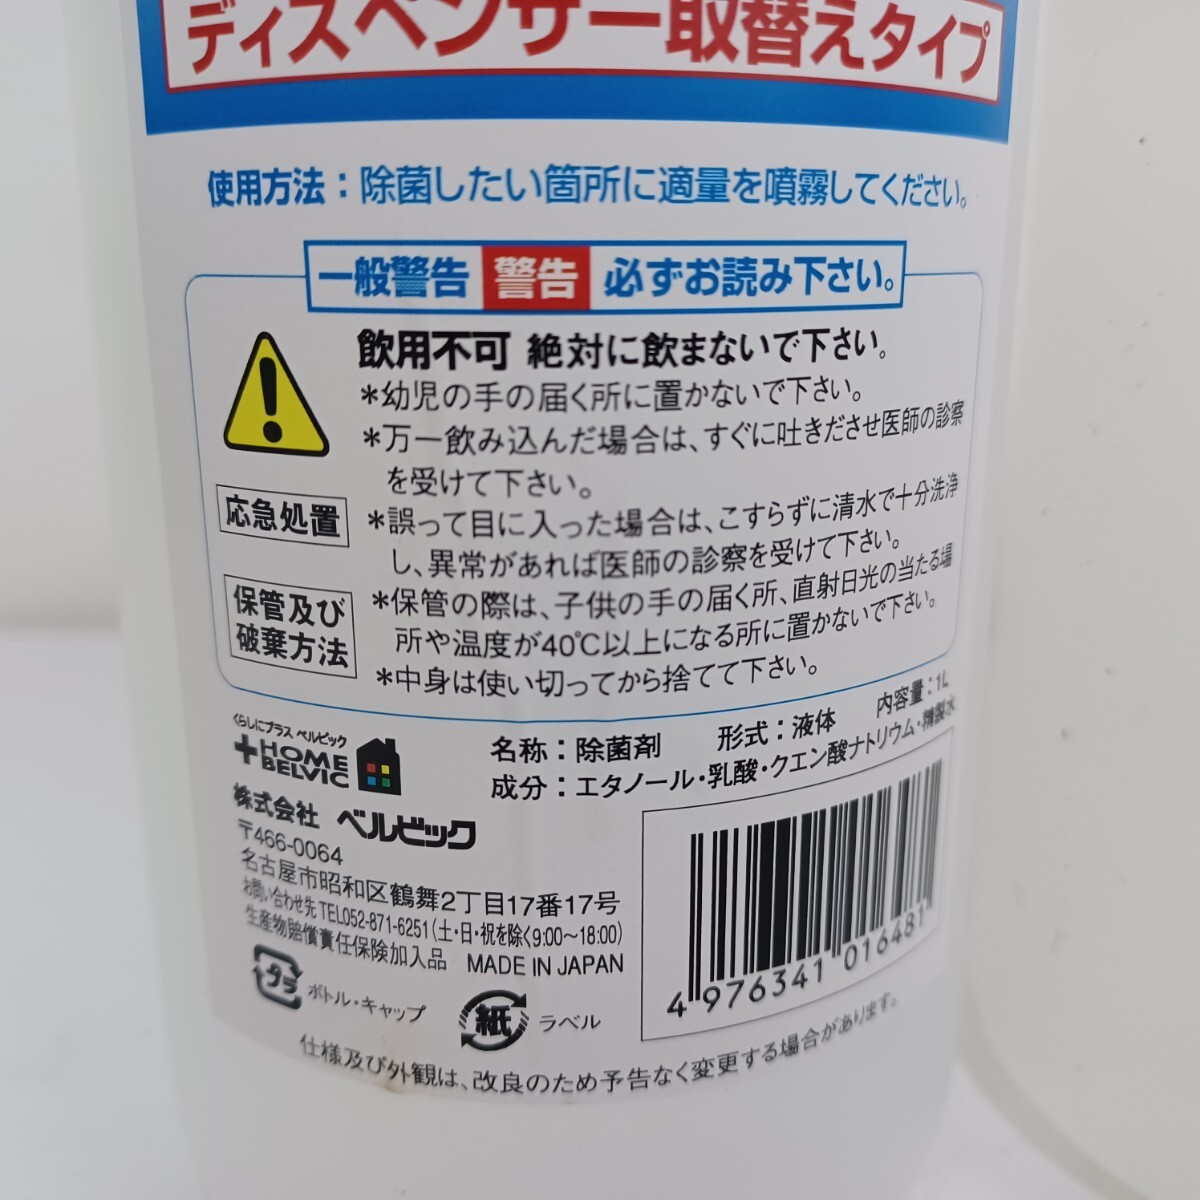 ディスペンサー取替えタイプ
使用方法：除菌したい箇所に適量を噴霧してください。
一般警告 警告 必ずお読み下さい。
飲用不可 絶対に飲まないで下さい。
＊幼児の手の届く所に置かないで下さい。
＊万一飲み込んだ場合は、すぐに吐きださせ医師の診察
を受けて下さい。
応急処置
＊誤って目に入った場合は、こすらずに清水で十分洗浄
し、異常があれば医師の診察を受けて下さい。
保管及び
破棄方法
＊保管の際は、子供の手の届く所、直射日光の当たる場
所や温度が40℃以上になる所に置かないで下さい。
＊中身は使い切ってから捨てて下さい。
くらしにプラス ベルビック
+HOME
BELVIC
名称：除菌剤 形式：液体 内容量：1L
成分：エタノール・乳酸・クエン酸ナトリウム・精製水
株式会社 ベルビック
〒466-0064
名古屋市昭和区鶴舞2丁目17番17号
お問い合わせ先 TEL052-871-6251（土・日・祝を除く9:00〜18:00）
生産物賠償責任保険加入品 MADE IN JAPAN
プラ ボトル・キャップ
紙 ラベル
4 976341 016481
仕様及び外観は、改良のため予告なく変更する場合があります。